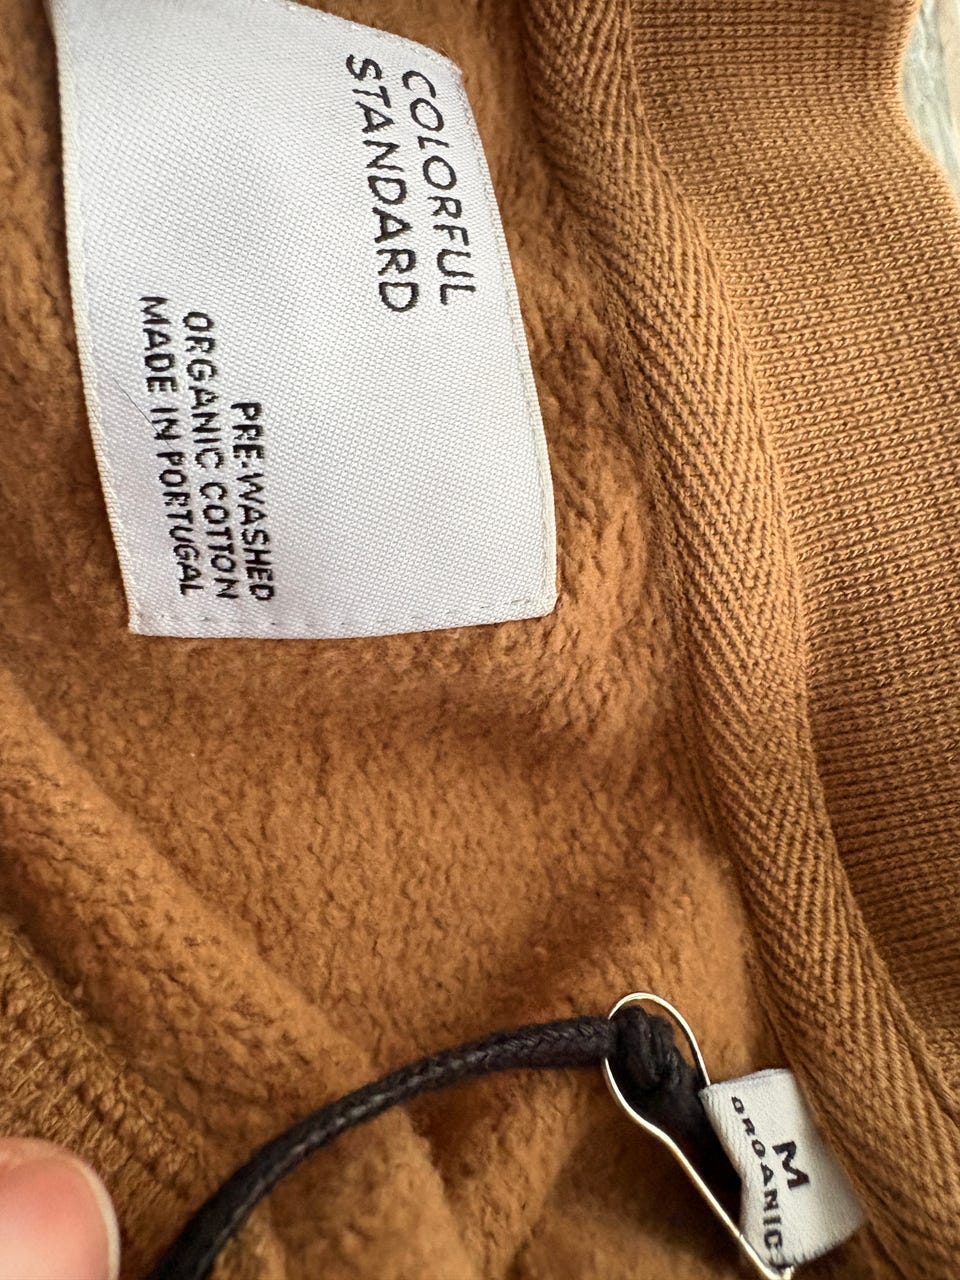 COLORFUL
STANDARD
PRE-WASHED
ORGANIC COTTON
MADE IN PORTUGAL
M
ORGANIC